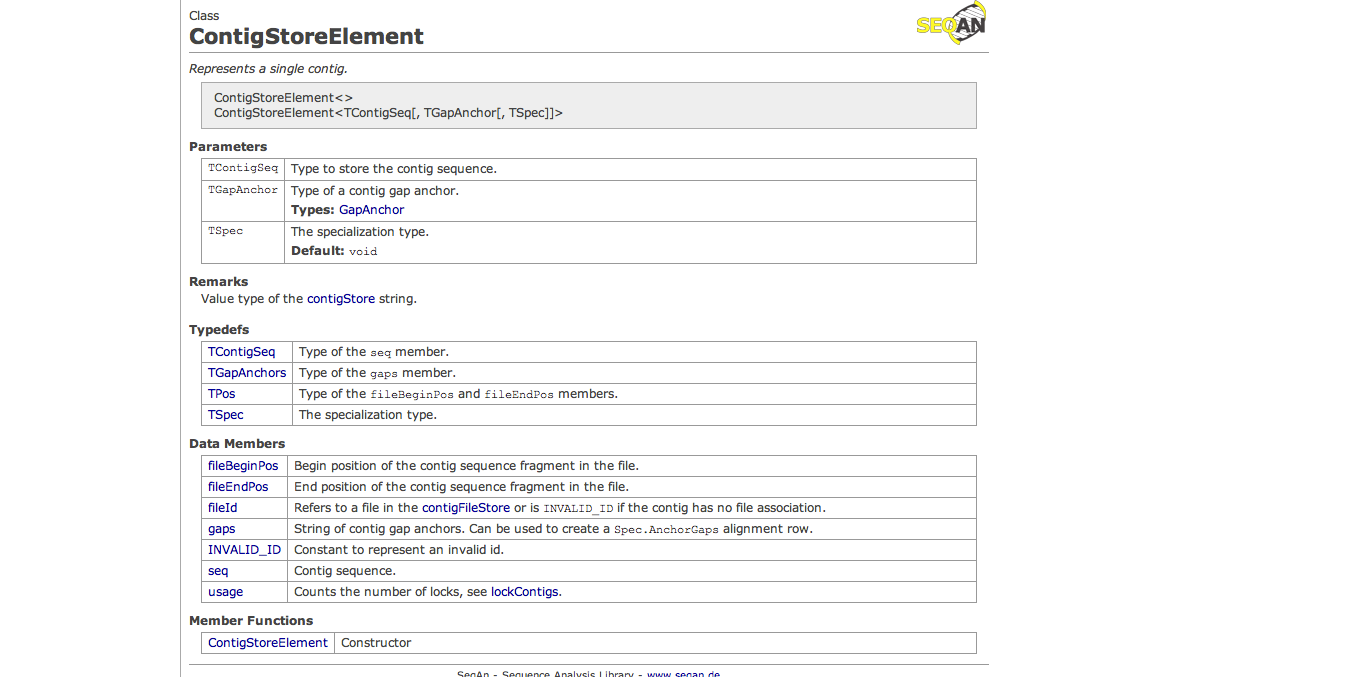 Class
ContigStoreElement
SEQAN
Represents a single contig.
ContigStoreElement<>
ContigStoreElement<TContigSeq[, TGapAnchor[, TSpec]]>
Parameters
TContigSeq Type to store the contig sequence.
TGapAnchor Type of a contig gap anchor.
Types: GapAnchor
TSpec The specialization type.
Default: void
Remarks
Value type of the contigStore string.
Typedefs
TContigSeq Type of the seq member.
TGapAnchors Type of the gaps member.
TPos Type of the fileBeginPos and fileEndPos members.
TSpec The specialization type.
Data Members
fileBeginPos Begin position of the contig sequence fragment in the file.
fileEndPos End position of the contig sequence fragment in the file.
fileId Refers to a file in the contigFileStore or is INVALID_ID if the contig has no file association.
gaps String of contig gap anchors. Can be used to create a Spec.AnchorGaps alignment row.
INVALID_ID Constant to represent an invalid id.
seq Contig sequence.
usage Counts the number of locks, see lockContigs.
Member Functions
ContigStoreElement Constructor
SeqAn - Sequence Analysis Library - www.seqan.de